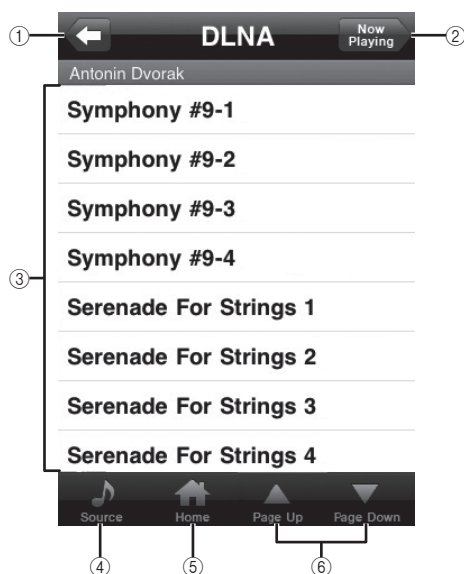 ① DLNA Now Playing ②
Antonin Dvorak
Symphony #9-1
Symphony #9-2
Symphony #9-3
③ Symphony #9-4
Serenade For Strings 1
Serenade For Strings 2
Serenade For Strings 3
Serenade For Strings 4
Source Home Page Up Page Down
④ ⑤ ⑥